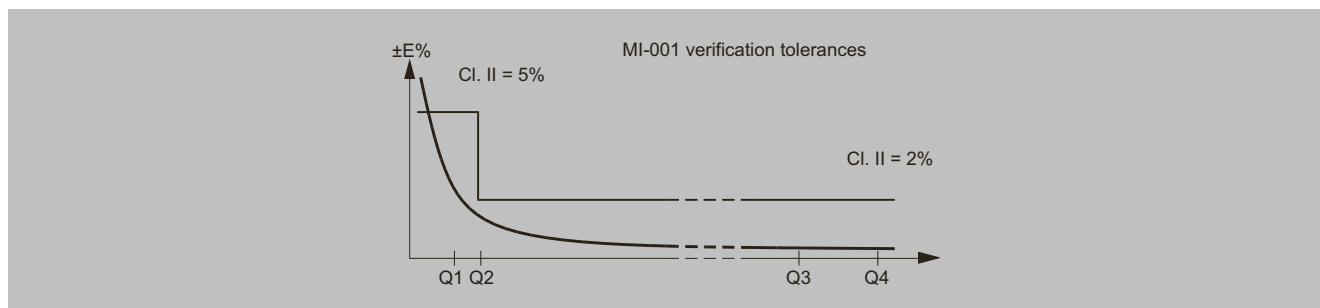 MI-001 verification tolerances
±E%
Cl. II = 5%
Cl. II = 2%
Q1 Q2 Q3 Q4